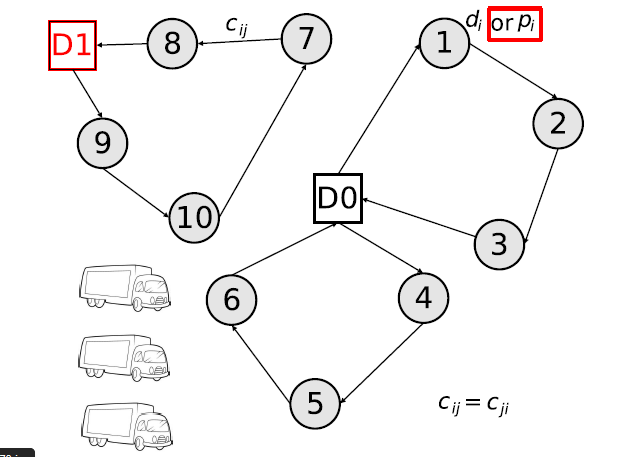 D1
8
c_ij
7
1
d_i or p_i
2
9
10
D0
3
6
4
5
c_ij = c_ji